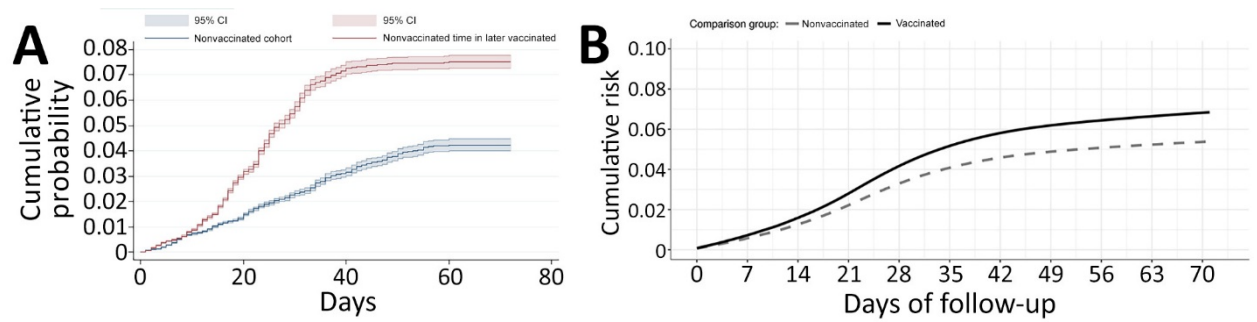 A
95% CI
95% CI
Nonvaccinated cohort
Nonvaccinated time in later vaccinated
Cumulative
probability
0.08
0.07
0.06
0.05
0.04
0.03
0.02
0.01
0
0 20 40 60 80
Days
B
Comparison group: Nonvaccinated Vaccinated
Cumulative risk
0.10
0.08
0.06
0.04
0.02
0
0 7 14 21 28 35 42 49 56 63 70
Days of follow-up